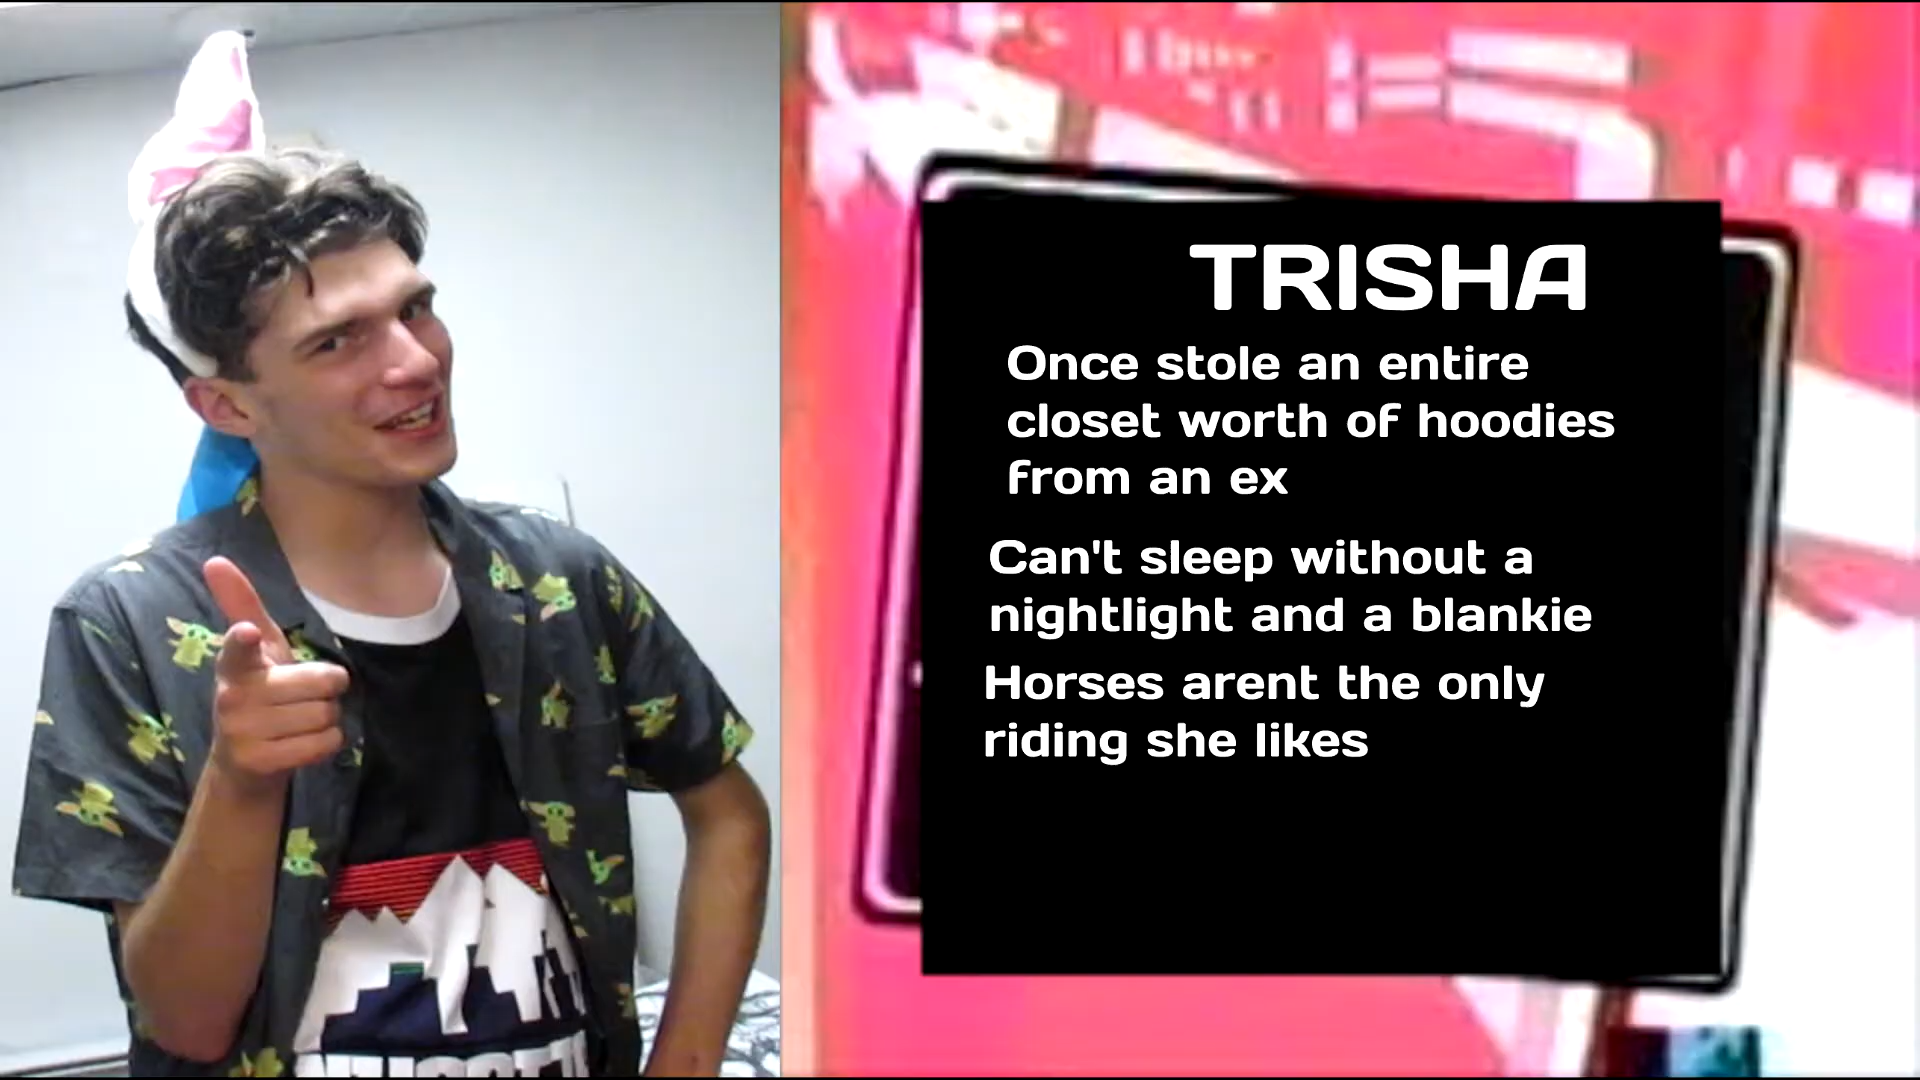 TRISHA
Once stole an entire
closet worth of hoodies
from an ex
Can't sleep without a
nightlight and a blankie
Horses arent the only
riding she likes